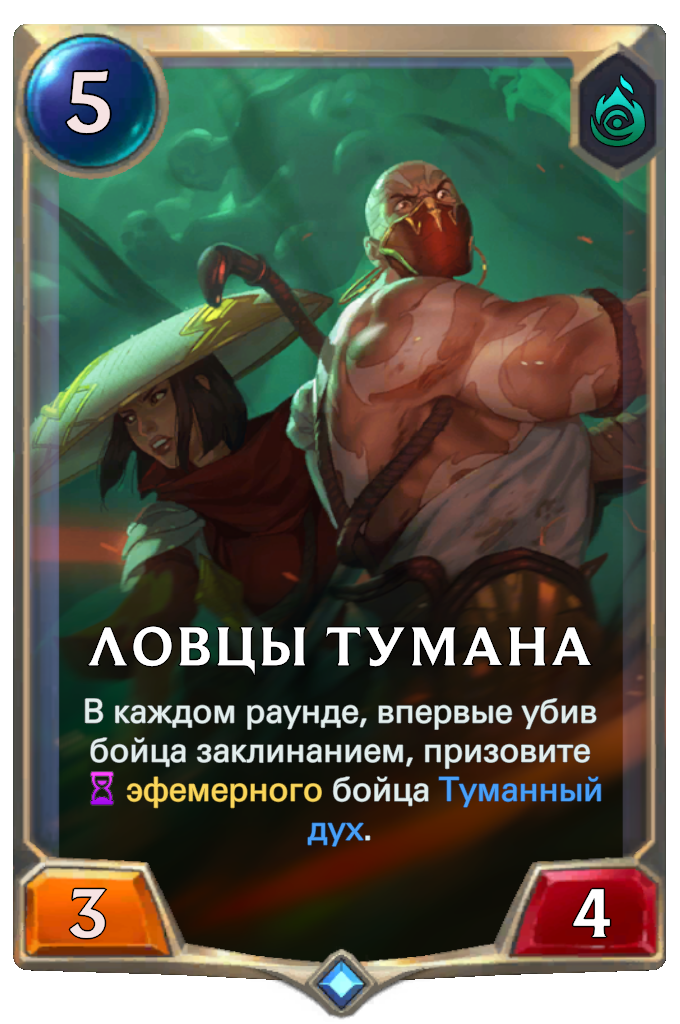 5
ЛОВЦЫ ТУМАНА
В каждом раунде, впервые убив
бойца заклинанием, призовите
эфемерного бойца Туманный
дух.
3
4